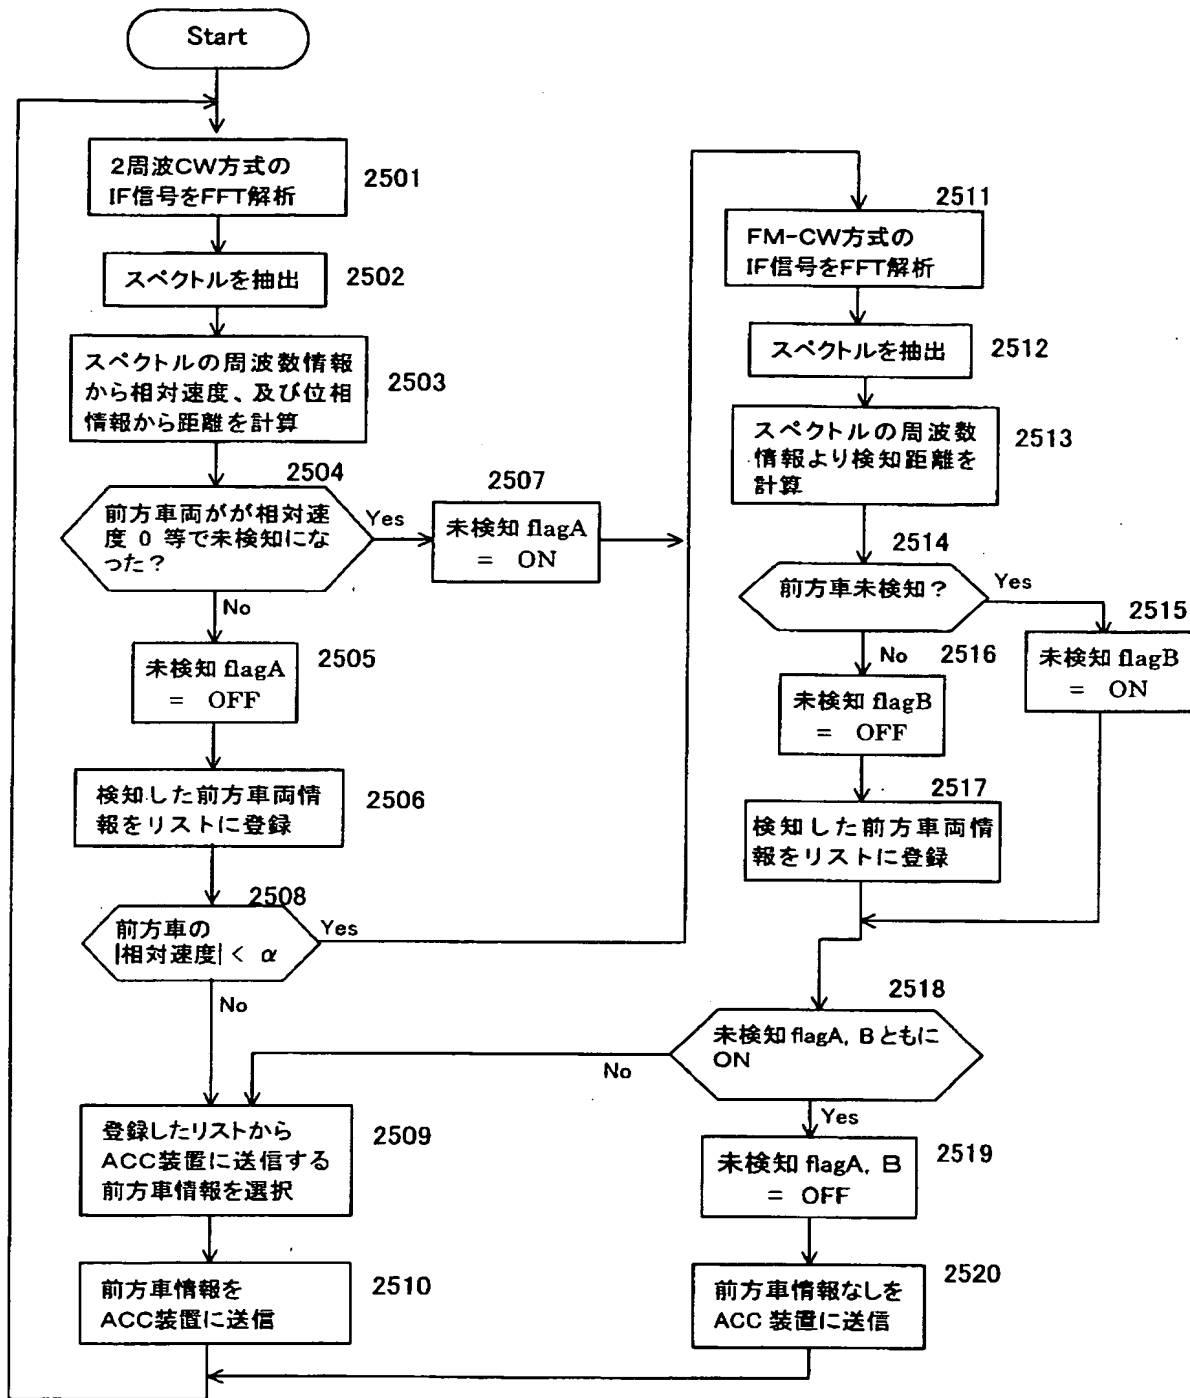 Start
2周波CW方式の
IF信号をFFT解析
2501
スペクトルを抽出
2502
スペクトルの周波数情報
から相対速度、及び位相
情報から距離を計算
2503
2504
前方車両がが相対速
度 0 等で未検知にな
った?
Yes
No
2507
未検知 flagA
= ON
2505
未検知 flagA
= OFF
検知した前方車両情
報をリストに登録
2506
2508
前方車の
|相対速度| < α
Yes
No
登録したリストから
ACC装置に送信する
前方車情報を選択
2509
前方車情報を
ACC装置に送信
2510
2511
FM-CW方式の
IF信号をFFT解析
スペクトルを抽出
2512
スペクトルの周波数
情報より検知距離を
計算
2513
2514
前方車未検知?
Yes
No
2515
未検知 flagB
= ON
2516
未検知 flagB
= OFF
2517
検知した前方車両情
報をリストに登録
2518
未検知 flagA, B ともに
ON
No
Yes
未検知 flagA, B
= OFF
2519
前方車情報なしを
ACC 装置に送信
2520